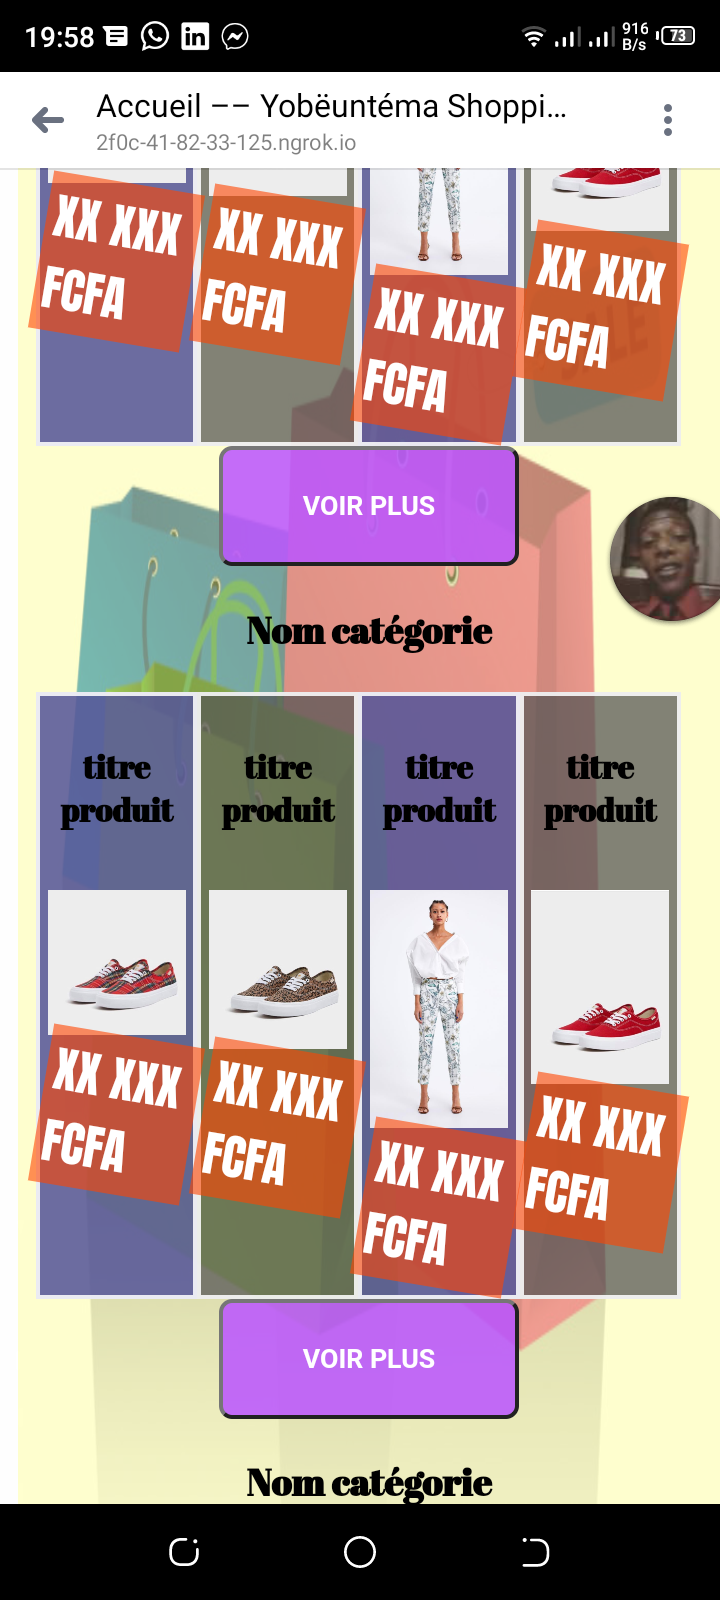 19:58
916
B/s
73
Accueil –– Yobëuntéma Shoppi...
2f0c-41-82-33-125.ngrok.io
XX XXX
FCFA
XX XXX
FCFA
XX XXX
FCFA
XX XXX
FCFA
SALE
VOIR PLUS
Nom catégorie
titre
produit
titre
produit
titre
produit
titre
produit
XX XXX
FCFA
XX XXX
FCFA
XX XXX
FCFA
XX XXX
FCFA
VOIR PLUS
Nom catégorie